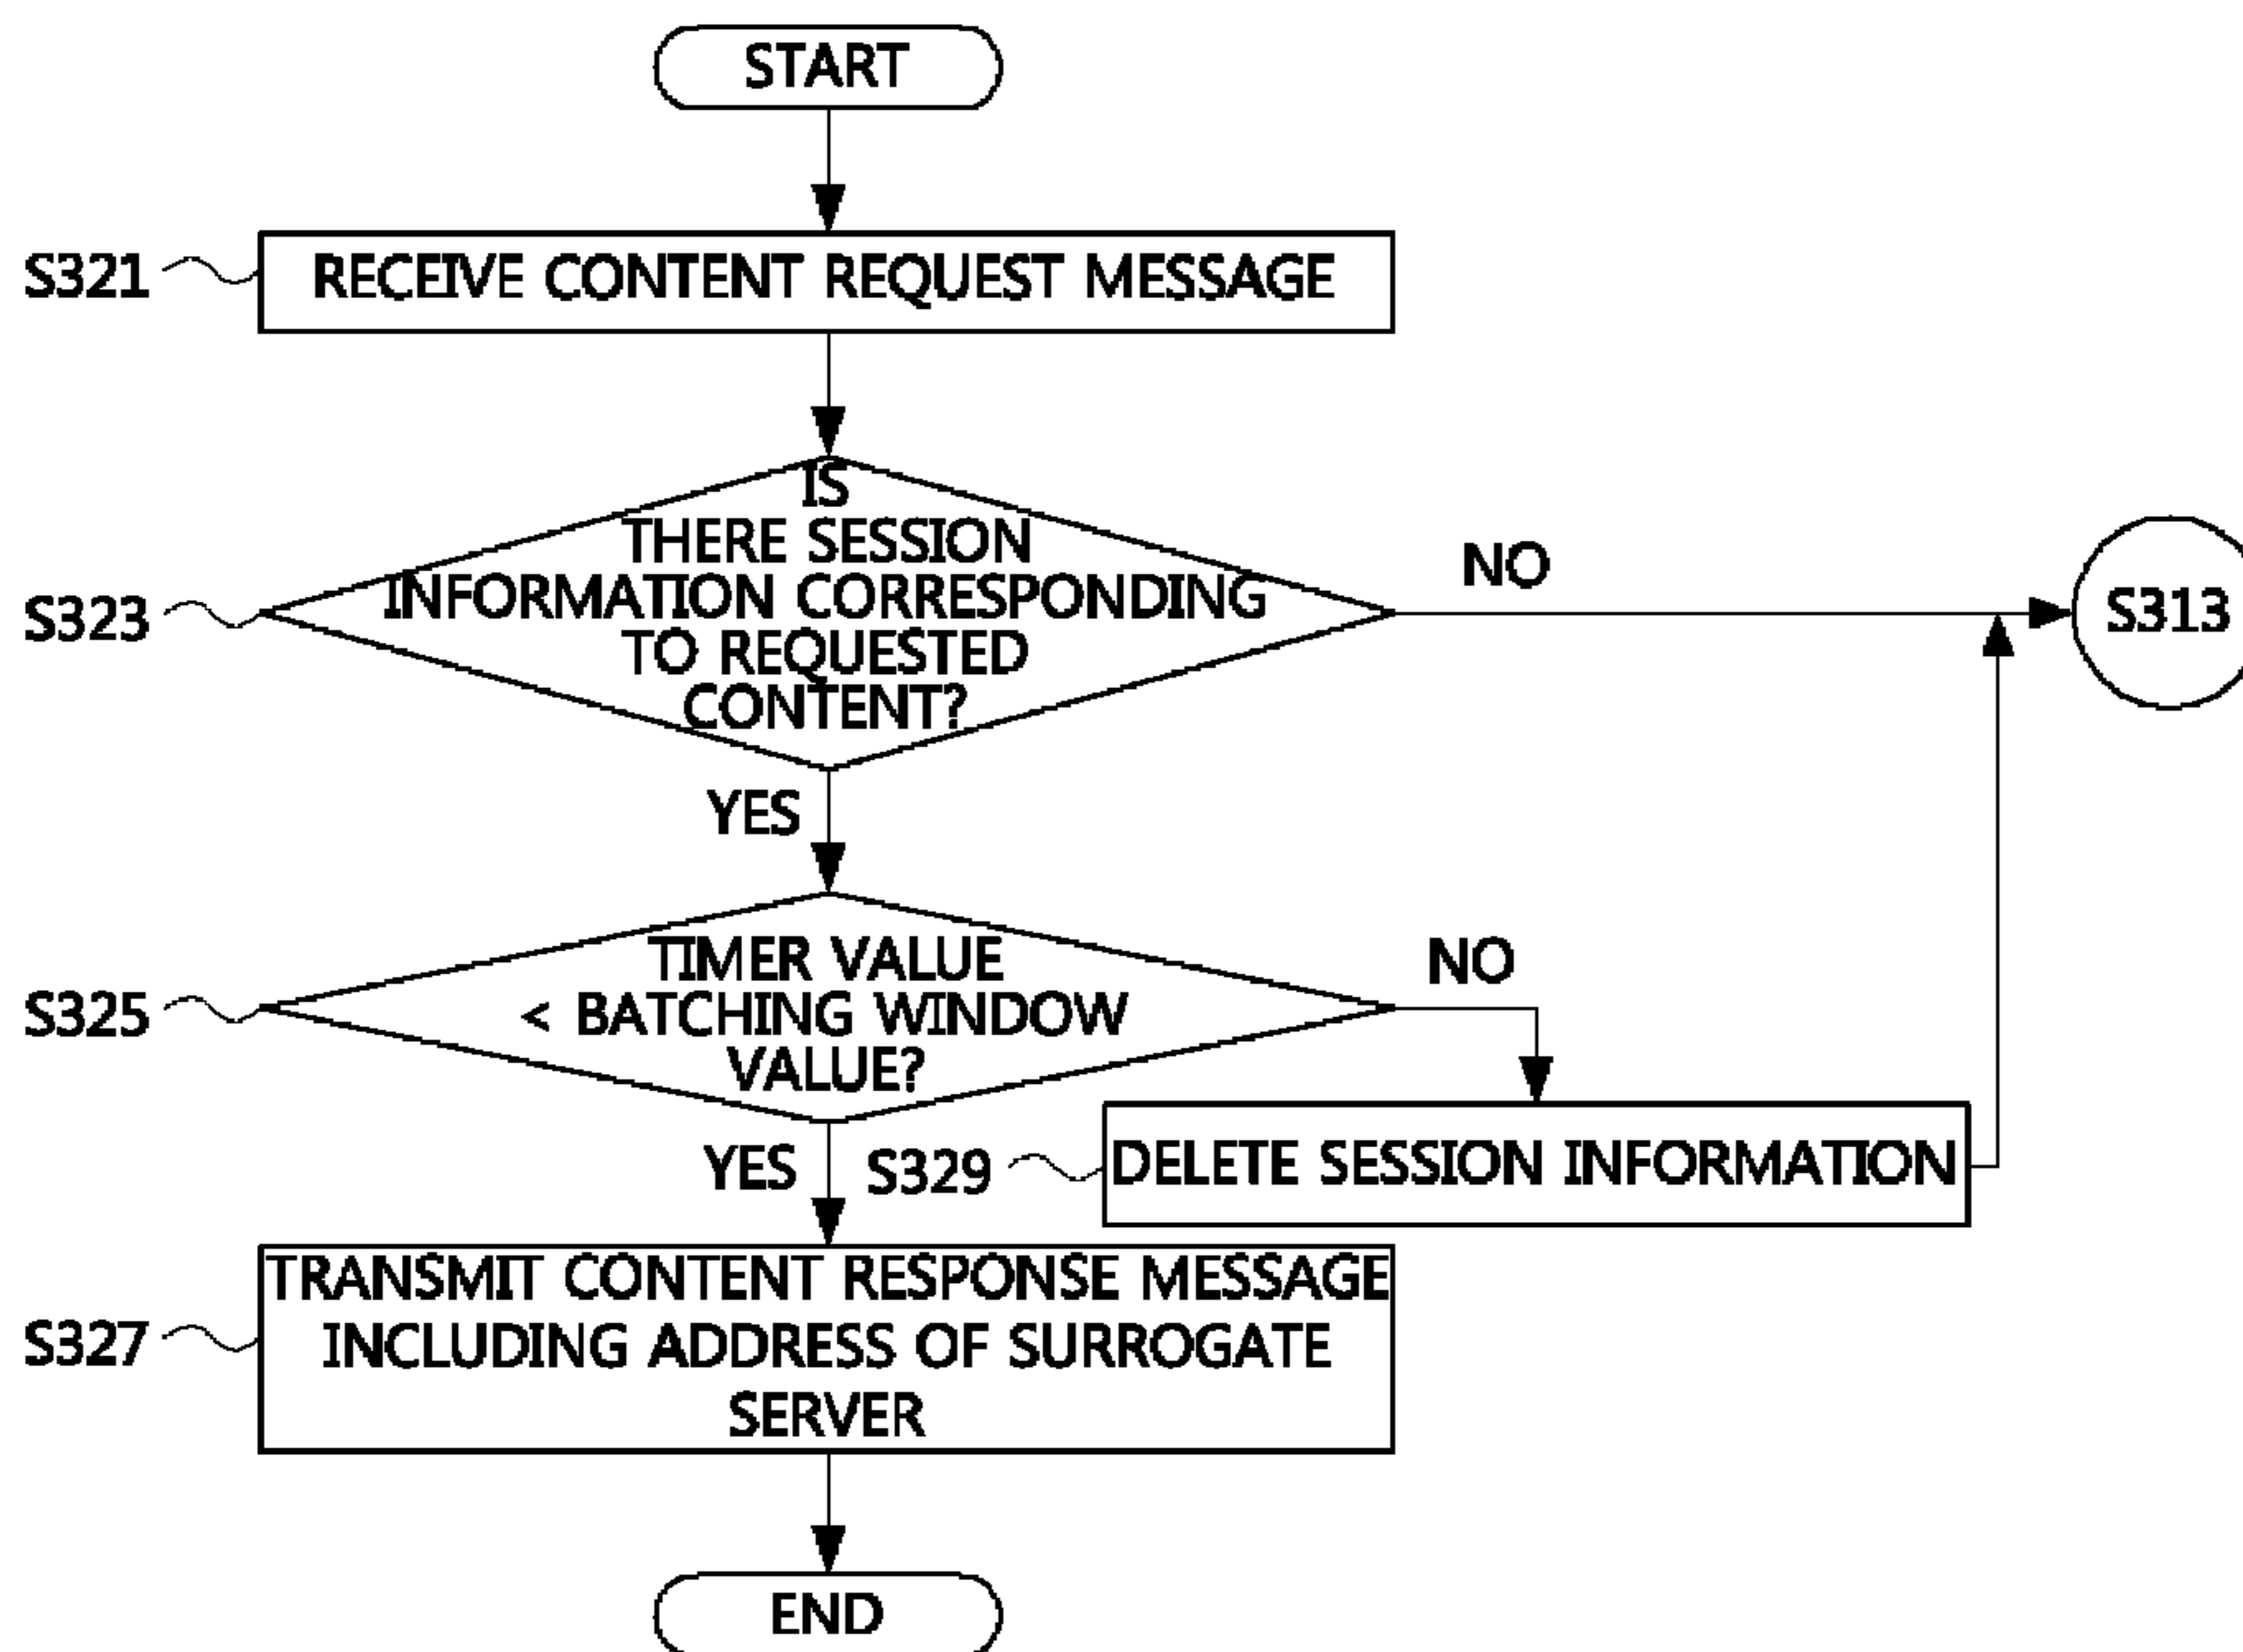 START
S321
RECEIVE CONTENT REQUEST MESSAGE
IS
THERE SESSION
INFORMATION CORRESPONDING
TO REQUESTED
CONTENT?
S323
NO
S313
YES
TIMER VALUE
< BATCHING WINDOW
VALUE?
S325
NO
YES
S329
DELETE SESSION INFORMATION
TRANSMIT CONTENT RESPONSE MESSAGE
INCLUDING ADDRESS OF SURROGATE
SERVER
S327
END